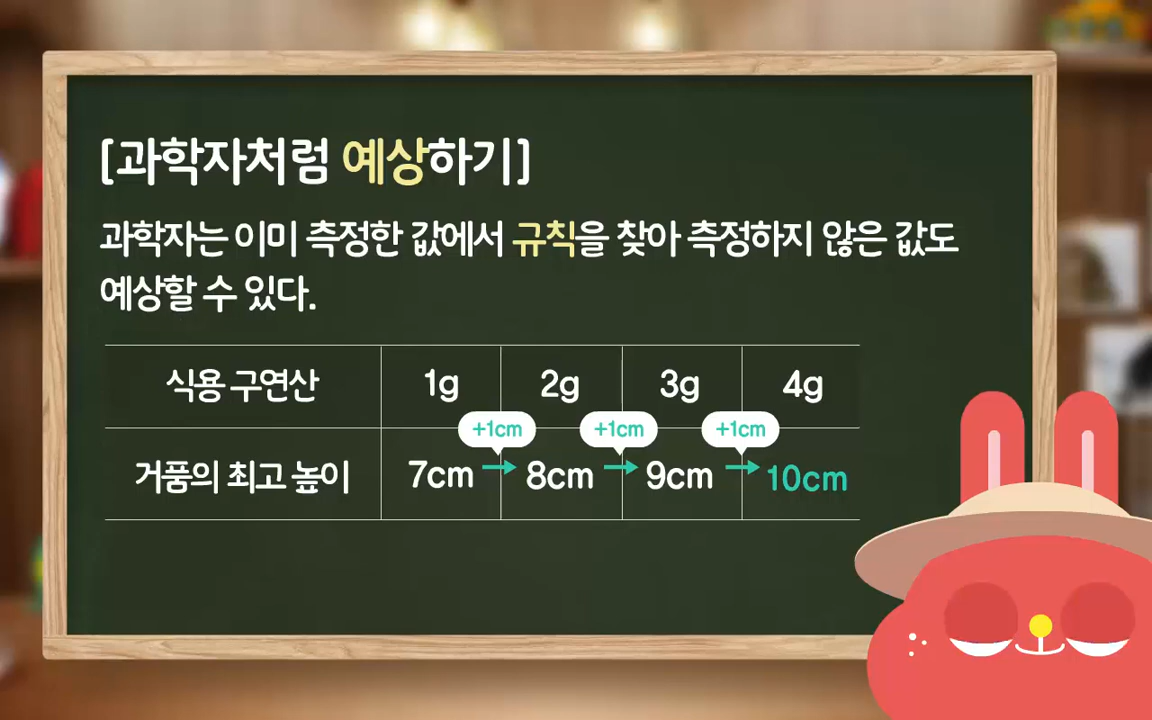 [과학자처럼 예상하기]
과학자는 이미 측정한 값에서 규칙을 찾아 측정하지 않은 값도
예상할 수 있다.
식용 구연산 1g 2g 3g 4g
+1cm +1cm +1cm
거품의 최고 높이 7cm 8cm 9cm 10cm